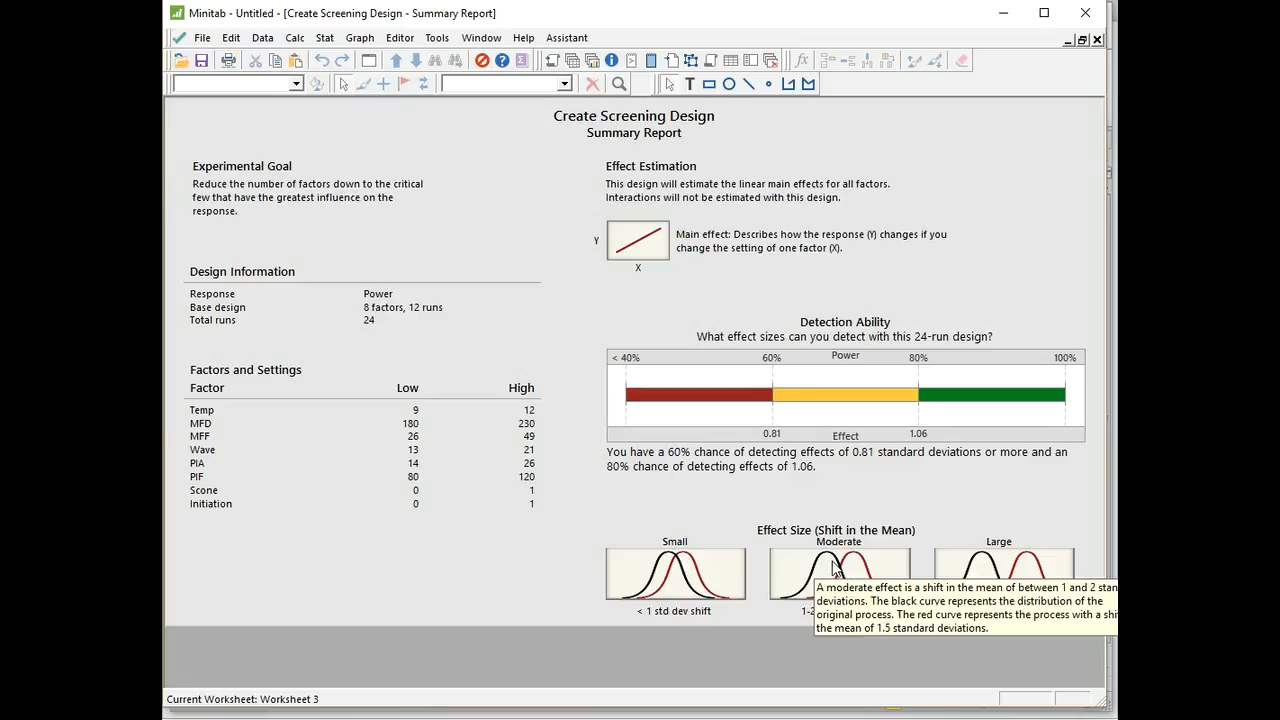 Minitab - Untitled - [Create Screening Design - Summary Report]
File Edit Data Calc Stat Graph Editor Tools Window Help Assistant
Create Screening Design
Summary Report
Experimental Goal
Reduce the number of factors down to the critical
few that have the greatest influence on the
response.
Effect Estimation
This design will estimate the linear main effects for all factors.
Interactions will not be estimated with this design.
Y
X
Main effect: Describes how the response (Y) changes if you
change the setting of one factor (X).
Design Information
Response Power
Base design 8 factors, 12 runs
Total runs 24
Factors and Settings
Factor Low High
Temp 9 12
MFD 180 230
MFF 26 49
Wave 13 21
PIA 14 26
PIF 80 120
Scone 0 1
Initiation 0 1
Detection Ability
What effect sizes can you detect with this 24-run design?
< 40% 60% Power 80% 100%
0.81 Effect 1.06
You have a 60% chance of detecting effects of 0.81 standard deviations or more and an
80% chance of detecting effects of 1.06.
Effect Size (Shift in the Mean)
Small Moderate Large
< 1 std dev shift 1-2
A moderate effect is a shift in the mean of between 1 and 2 stan
deviations. The black curve represents the distribution of the
original process. The red curve represents the process with a shi
the mean of 1.5 standard deviations.
Current Worksheet: Worksheet 3